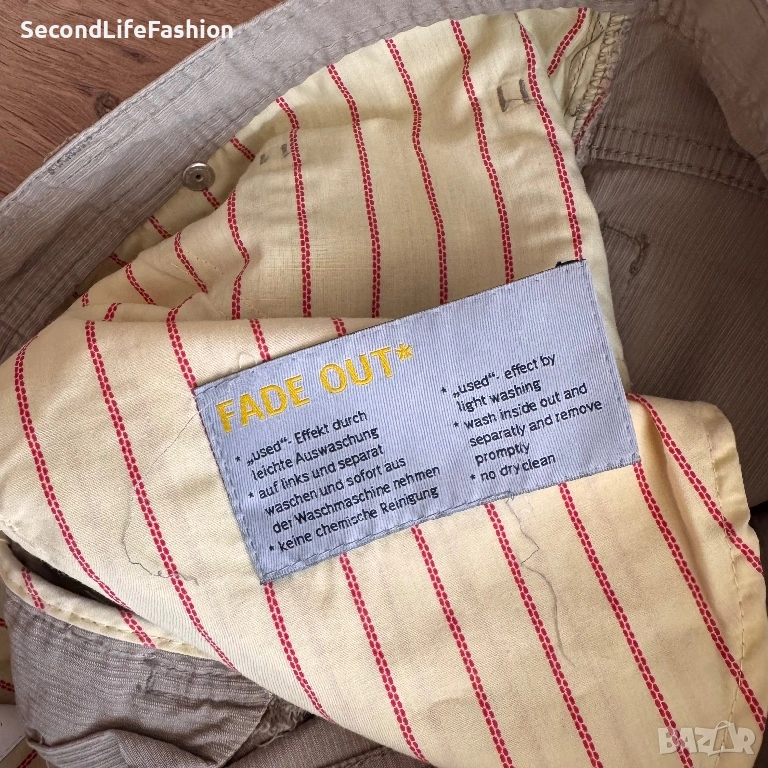 SecondLifeFashion
FADE OUT*
* „used“- Effekt durch
leichte Auswaschung
* auf links und separat
waschen und sofort aus
der Waschmaschine nehmen
* keine chemische Reinigung
* „used“- effect by
light washing
* wash inside out and
separatly and remove
promptly
* no dry clean
BAZAR